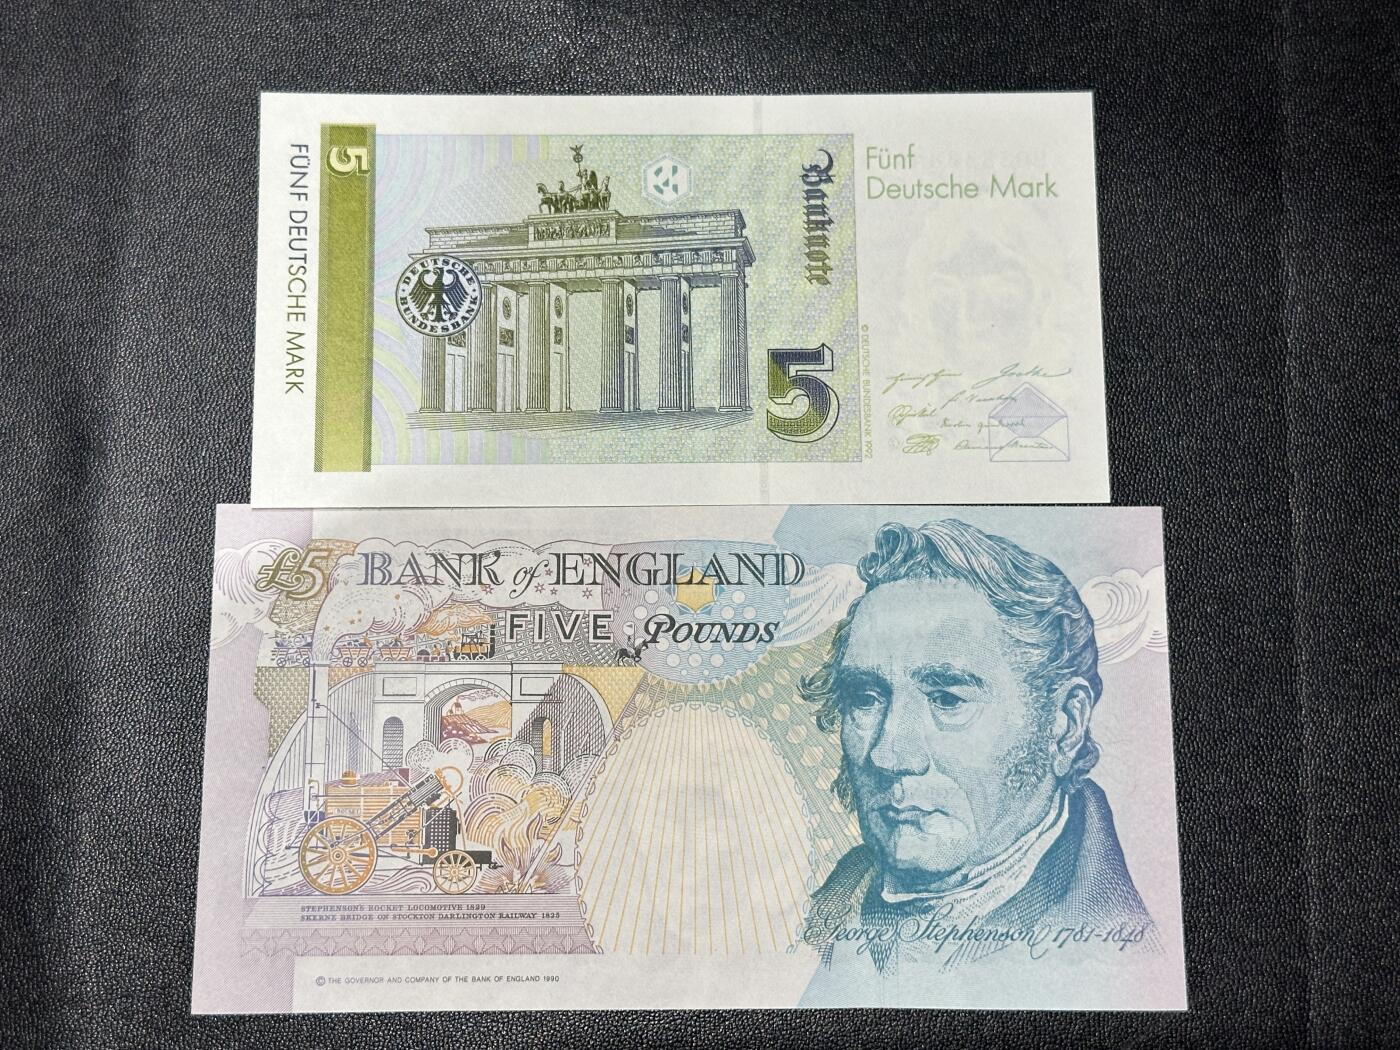 FÜNF DEUTSCHE MARK
5
DEUTSCHE BUNDESBANK
Banknote
5
Fünf
Deutsche Mark
© DEUTSCHE BUNDESBANK 1992
£5
BANK of ENGLAND
FIVE POUNDS
STEPHENSON'S ROCKET LOCOMOTIVE 1829
SKERNE BRIDGE ON STOCKTON DARLINGTON RAILWAY 1825
George Stephenson 1781-1848
© THE GOVERNOR AND COMPANY OF THE BANK OF ENGLAND 1990